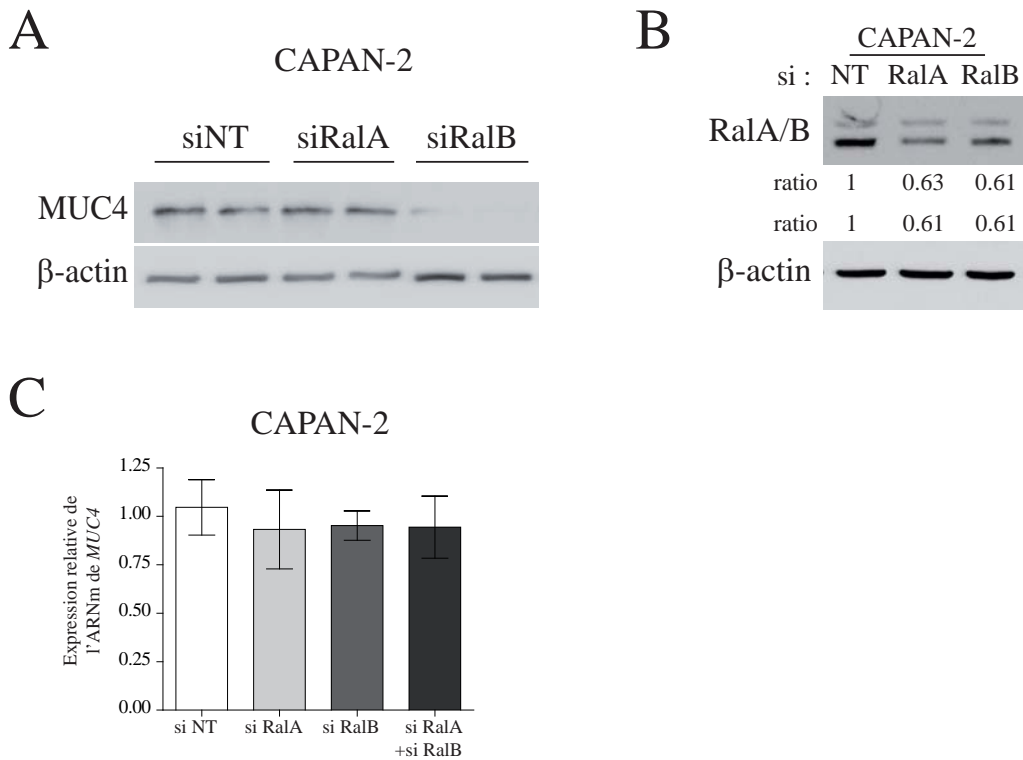 A
CAPAN-2
siNT siRalA siRalB
MUC4
β-actin
B
CAPAN-2
si : NT RalA RalB
RalA/B
ratio 1 0.63 0.61
ratio 1 0.61 0.61
β-actin
C
CAPAN-2
Expression relative de
l'ARNm de MUC4
1.25
1.00
0.75
0.50
0.25
0.00
si NT si RalA si RalB si RalA
+si RalB